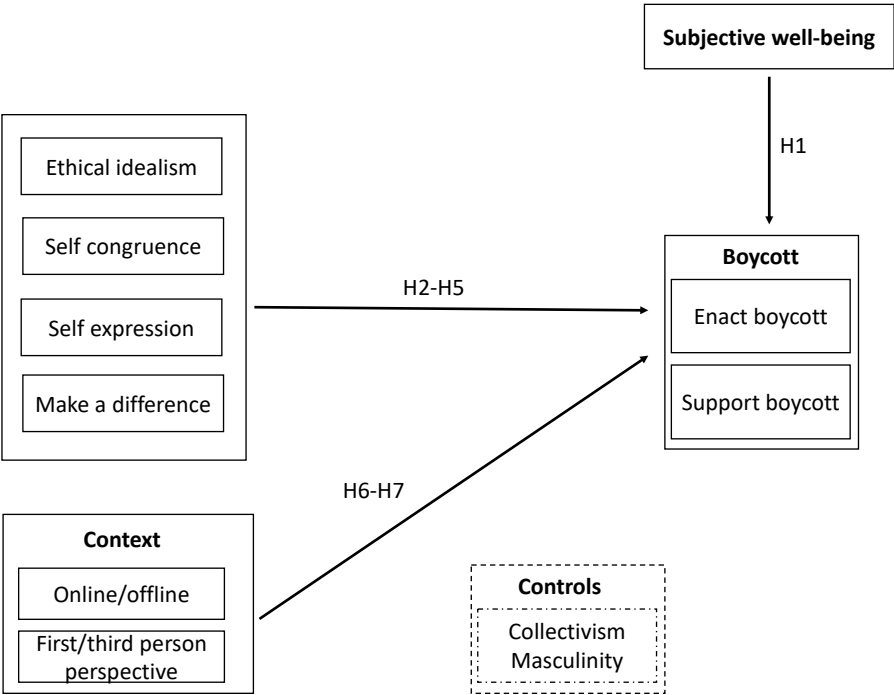 Subjective well-being
H1
Ethical idealism
Self congruence
Self expression
Make a difference
H2-H5
Boycott
Enact boycott
Support boycott
H6-H7
Context
Online/offline
First/third person
perspective
Controls
Collectivism
Masculinity